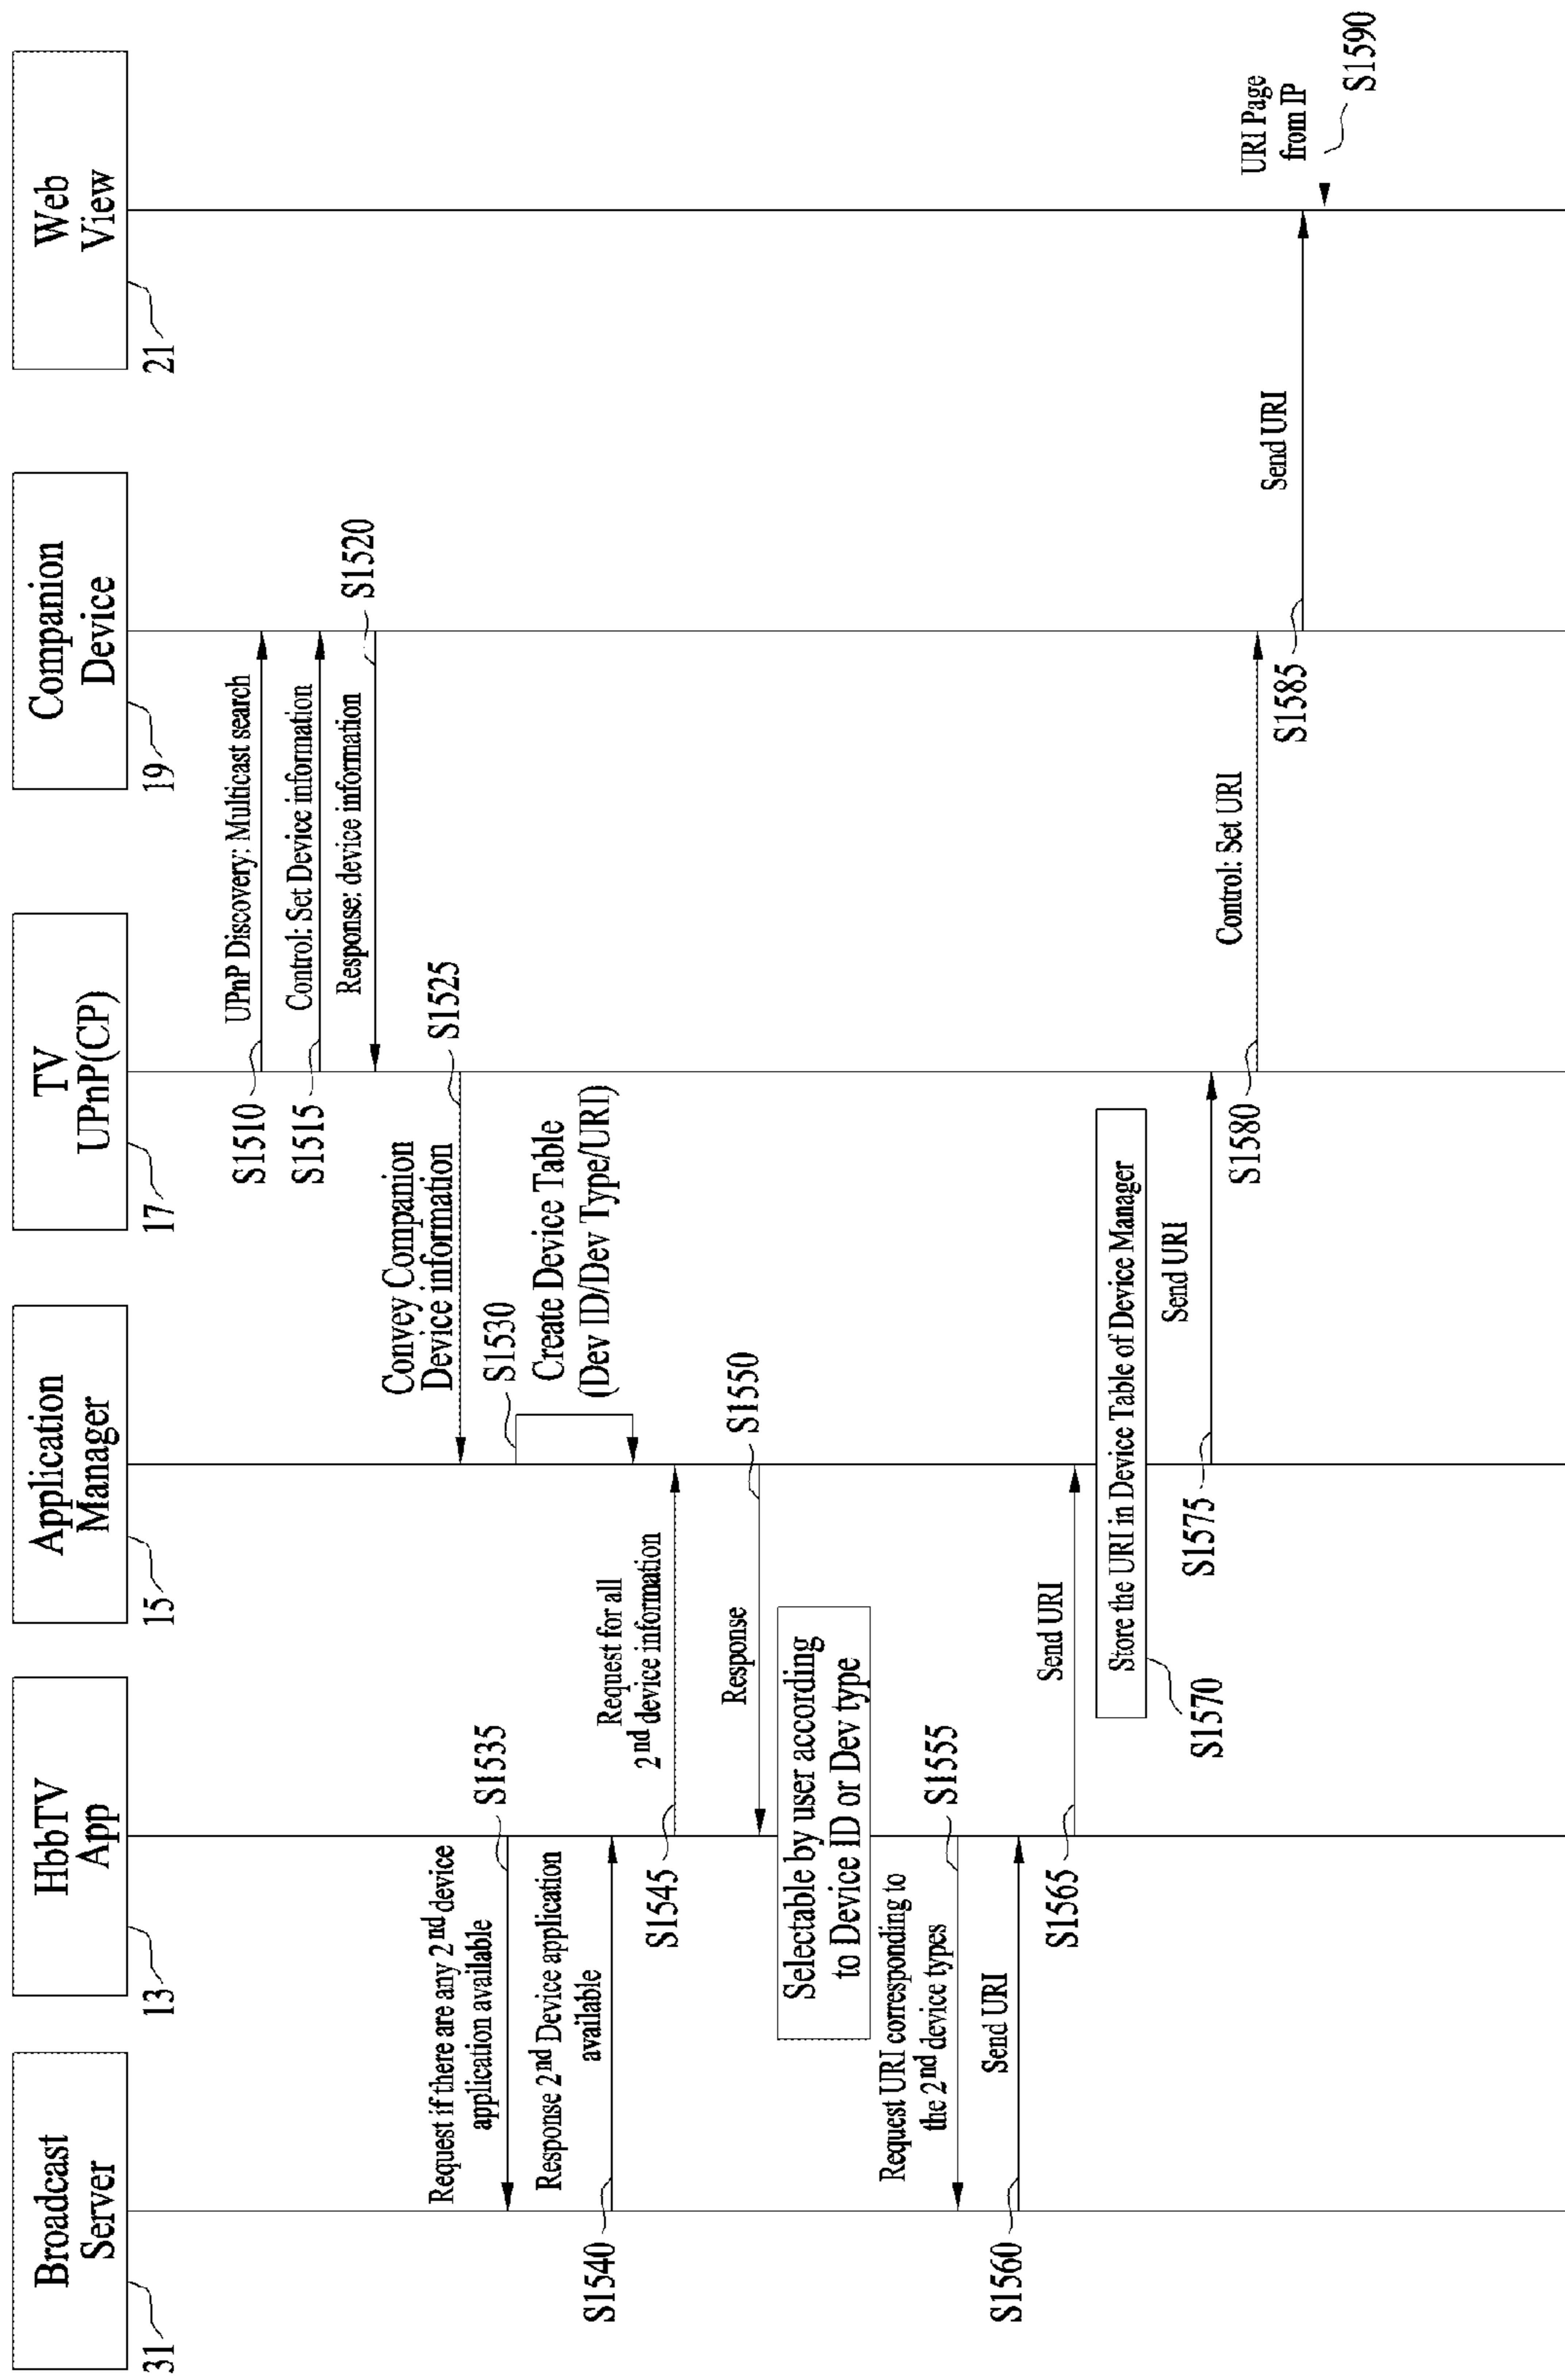 Broadcast
Server
31
HbbTV
App
13
Application
Manager
15
TV
UPnP(CP)
17
Companion
Device
19
Web
View
21
UPnP Discovery: Multicast search
S1510
Control: Set Device information
S1515
Response: device information
S1520
Convey Companion
Device information
S1525
S1530
Create Device Table
(Dev ID/Dev Type/URI)
Request if there are any 2nd device
application available
S1535
Response 2nd Device application
available
S1540
Request for all
2nd device information
S1545
Response
S1550
Selectable by user according
to Device ID or Dev type
Request URI corresponding to
the 2nd device types
S1555
Send URI
S1560
Send URI
S1565
Store the URI in Device Table of Device Manager
S1570
Send URI
S1575
Control: Set URI
S1580
Send URI
S1585
URI Page
from IP
S1590